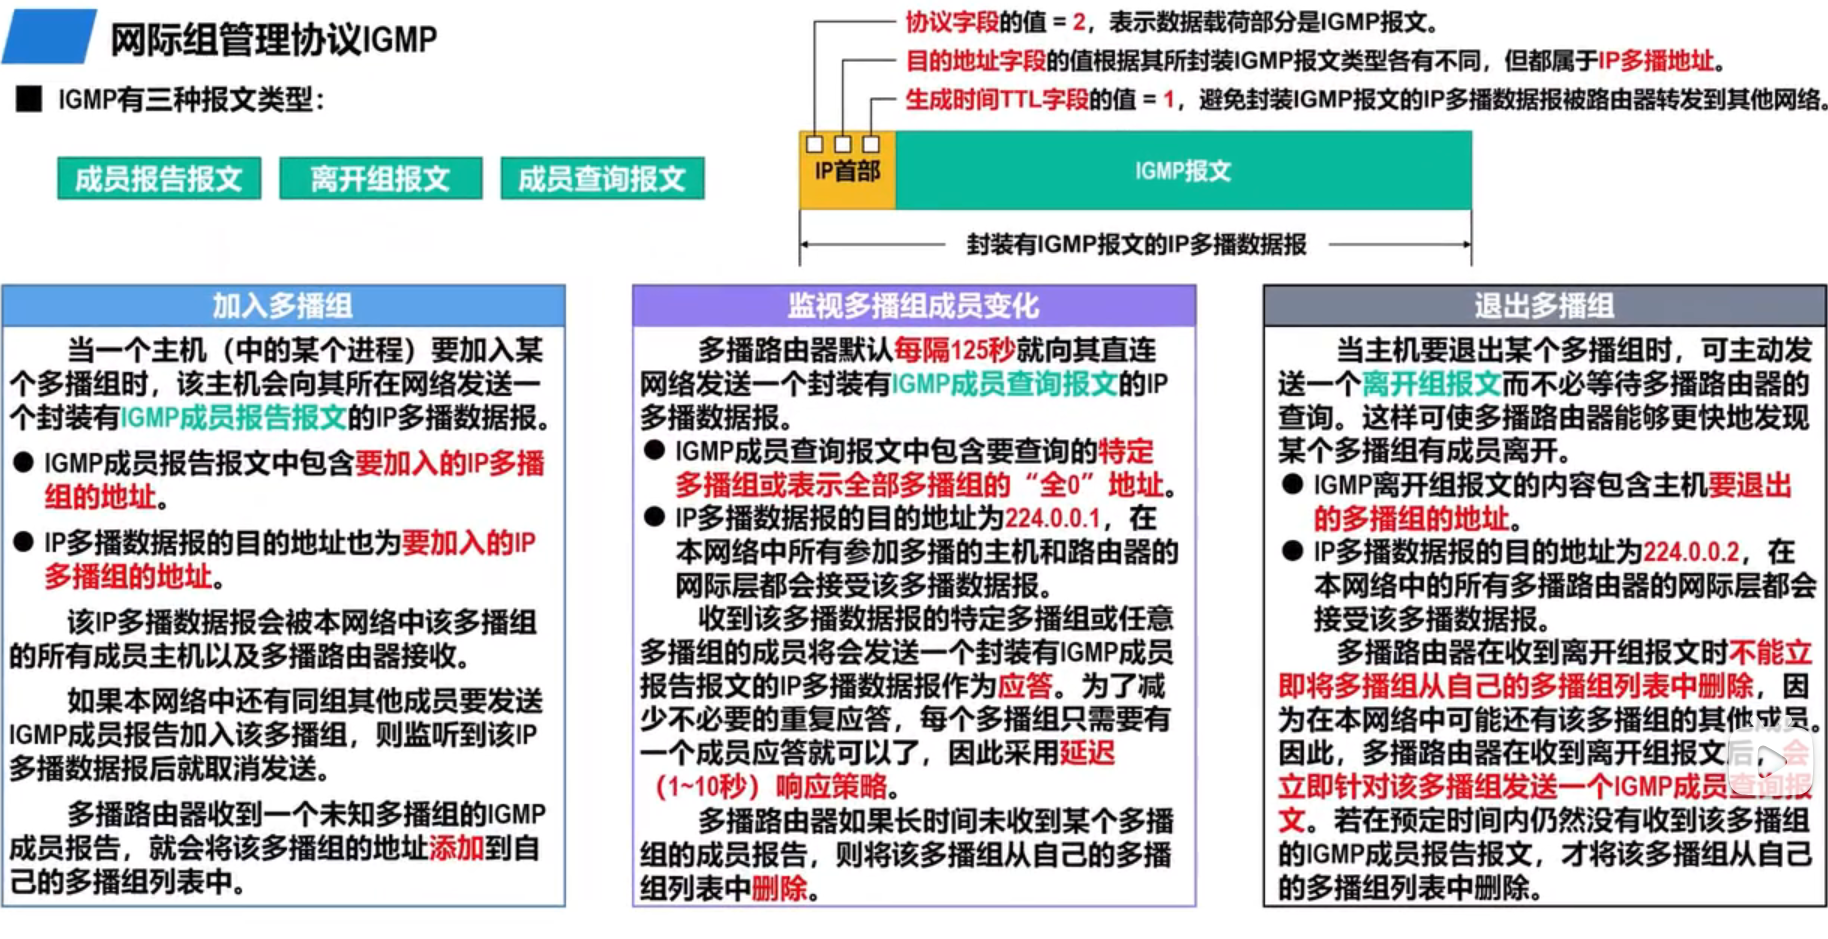 网际组管理协议IGMP
IGMP有三种报文类型：
成员报告报文
离开组报文
成员查询报文
协议字段的值 = 2，表示数据载荷部分是IGMP报文。
目的地址字段的值根据其所封装IGMP报文类型各有不同，但都属于IP多播地址。
生成时间TTL字段的值 = 1，避免封装IGMP报文的IP多播数据报被路由器转发到其他网络。
IP首部
IGMP报文
封装有IGMP报文的IP多播数据报
加入多播组
当一个主机（中的某个进程）要加入某
个多播组时，该主机会向其所在网络发送一
个封装有IGMP成员报告报文的IP多播数据报。
● IGMP成员报告报文中包含要加入的IP多播
组的地址。
● IP多播数据报的目的地址也为要加入的IP
多播组的地址。
该IP多播数据报会被本网络中该多播组
的所有成员主机以及多播路由器接收。
如果本网络中还有同组其他成员要发送
IGMP成员报告加入该多播组，则监听到该IP
多播数据报后就取消发送。
多播路由器收到一个未知多播组的IGMP
成员报告，就会将该多播组的地址添加到自
己的多播组列表中。
监视多播组成员变化
多播路由器默认每隔125秒就向其直连
网络发送一个封装有IGMP成员查询报文的IP
多播数据报。
● IGMP成员查询报文中包含要查询的特定
多播组或表示全部多播组的“全0”地址。
● IP多播数据报的目的地址为224.0.0.1，在
本网络中所有参加多播的主机和路由器的
网际层都会接受该多播数据报。
收到该多播数据报的特定多播组或任意
多播组的成员将会发送一个封装有IGMP成员
报告报文的IP多播数据报作为应答。为了减
少不必要的重复应答，每个多播组只需要有
一个成员应答就可以了，因此采用延迟
（1~10秒）响应策略。
多播路由器如果长时间未收到某个多播
组的成员报告，则将该多播组从自己的多播
组列表中删除。
退出多播组
当主机要退出某个多播组时，可主动发
送一个离开组报文而不必等待多播路由器的
查询。这样可使多播路由器能够更快地发现
某个多播组有成员离开。
● IGMP离开组报文的内容包含主机要退出
的多播组的地址。
● IP多播数据报的目的地址为224.0.0.2，在
本网络中的所有多播路由器的网际层都会
接受该多播数据报。
多播路由器在收到离开组报文时不能立
即将多播组从自己的多播组列表中删除，因
为在本网络中可能还有该多播组的其他成员。
因此，多播路由器在收到离开组报文后，会
立即针对该多播组发送一个IGMP成员查询报
文。若在预定时间内仍然没有收到该多播组
的IGMP成员报告报文，才将该多播组从自己
的多播组列表中删除。